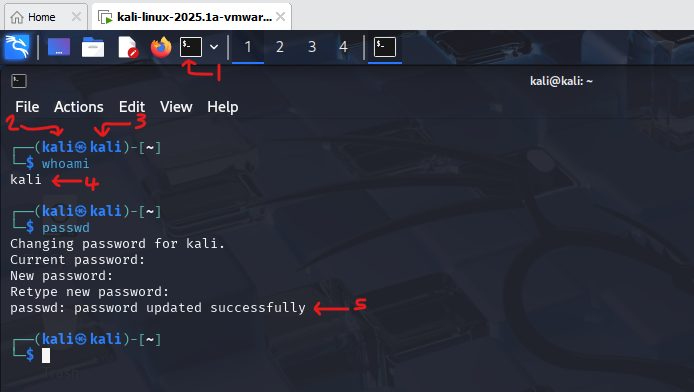 Home kali-linux-2025.1a-vmwar...
1 2 3 4
1
kali@kali: ~
File Actions Edit View Help
2 3
┌──(kali㉿kali)-[~]
└─$ whoami
kali 4
┌──(kali㉿kali)-[~]
└─$ passwd
Changing password for kali.
Current password:
New password:
Retype new password:
passwd: password updated successfully 5
┌──(kali㉿kali)-[~]
└─$